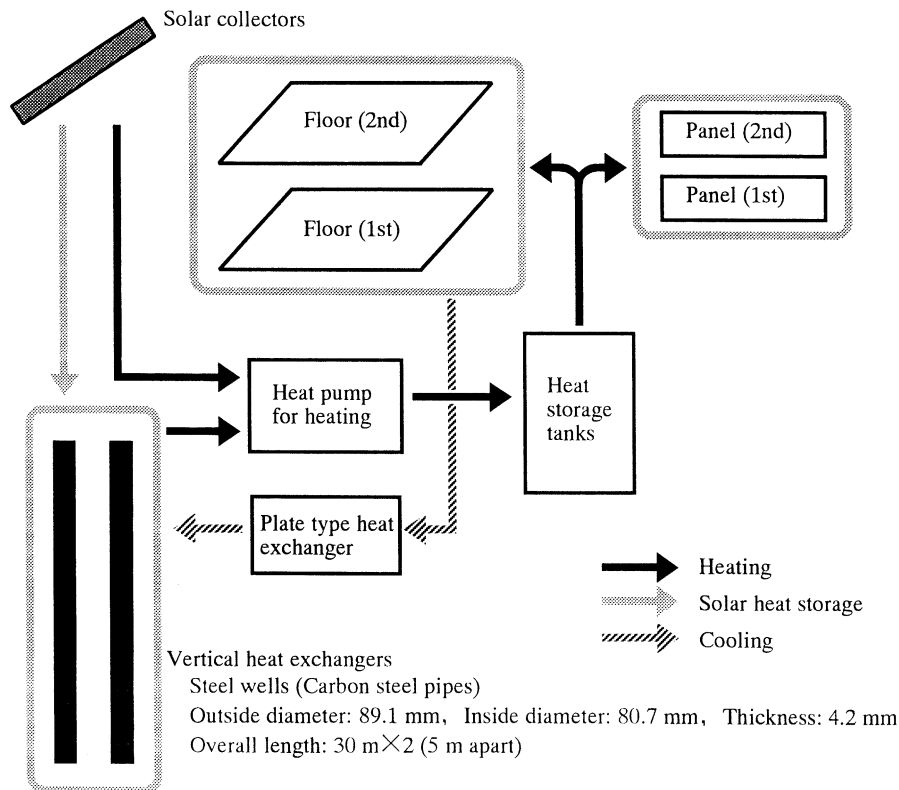 Solar collectors
Floor (2nd)
Floor (1st)
Panel (2nd)
Panel (1st)
Heat pump
for heating
Heat
storage
tanks
Plate type heat
exchanger
Heating
Solar heat storage
Cooling
Vertical heat exchangers
Steel wells (Carbon steel pipes)
Outside diameter: 89.1 mm, Inside diameter: 80.7 mm, Thickness: 4.2 mm
Overall length: 30 m×2 (5 m apart)